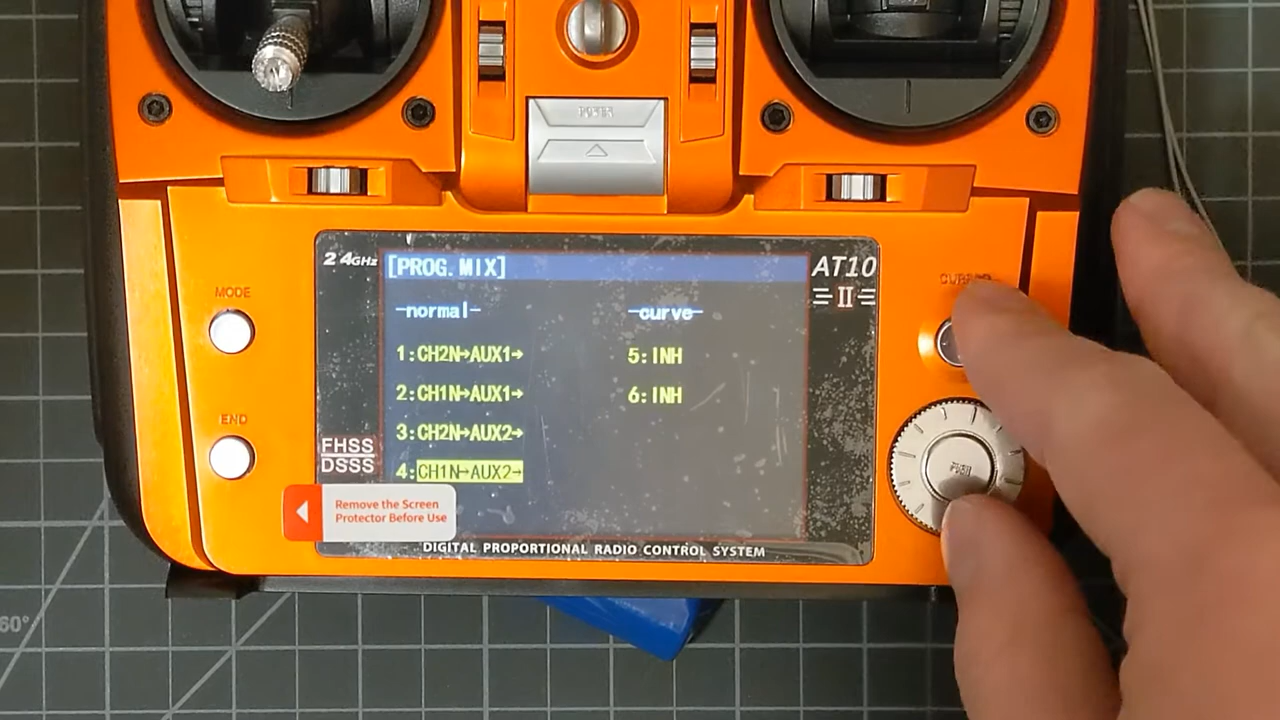 2.4GHz
[PROG.MIX]
AT10
II
-normal-
-curve-
MODE
1:CH2N→AUX1→
5:INH
2:CH1N→AUX1→
6:INH
END
3:CH2N→AUX2→
FHSS
DSSS
4:CH1N→AUX2→
Remove the Screen
Protector Before Use
DIGITAL PROPORTIONAL RADIO CONTROL SYSTEM
60°